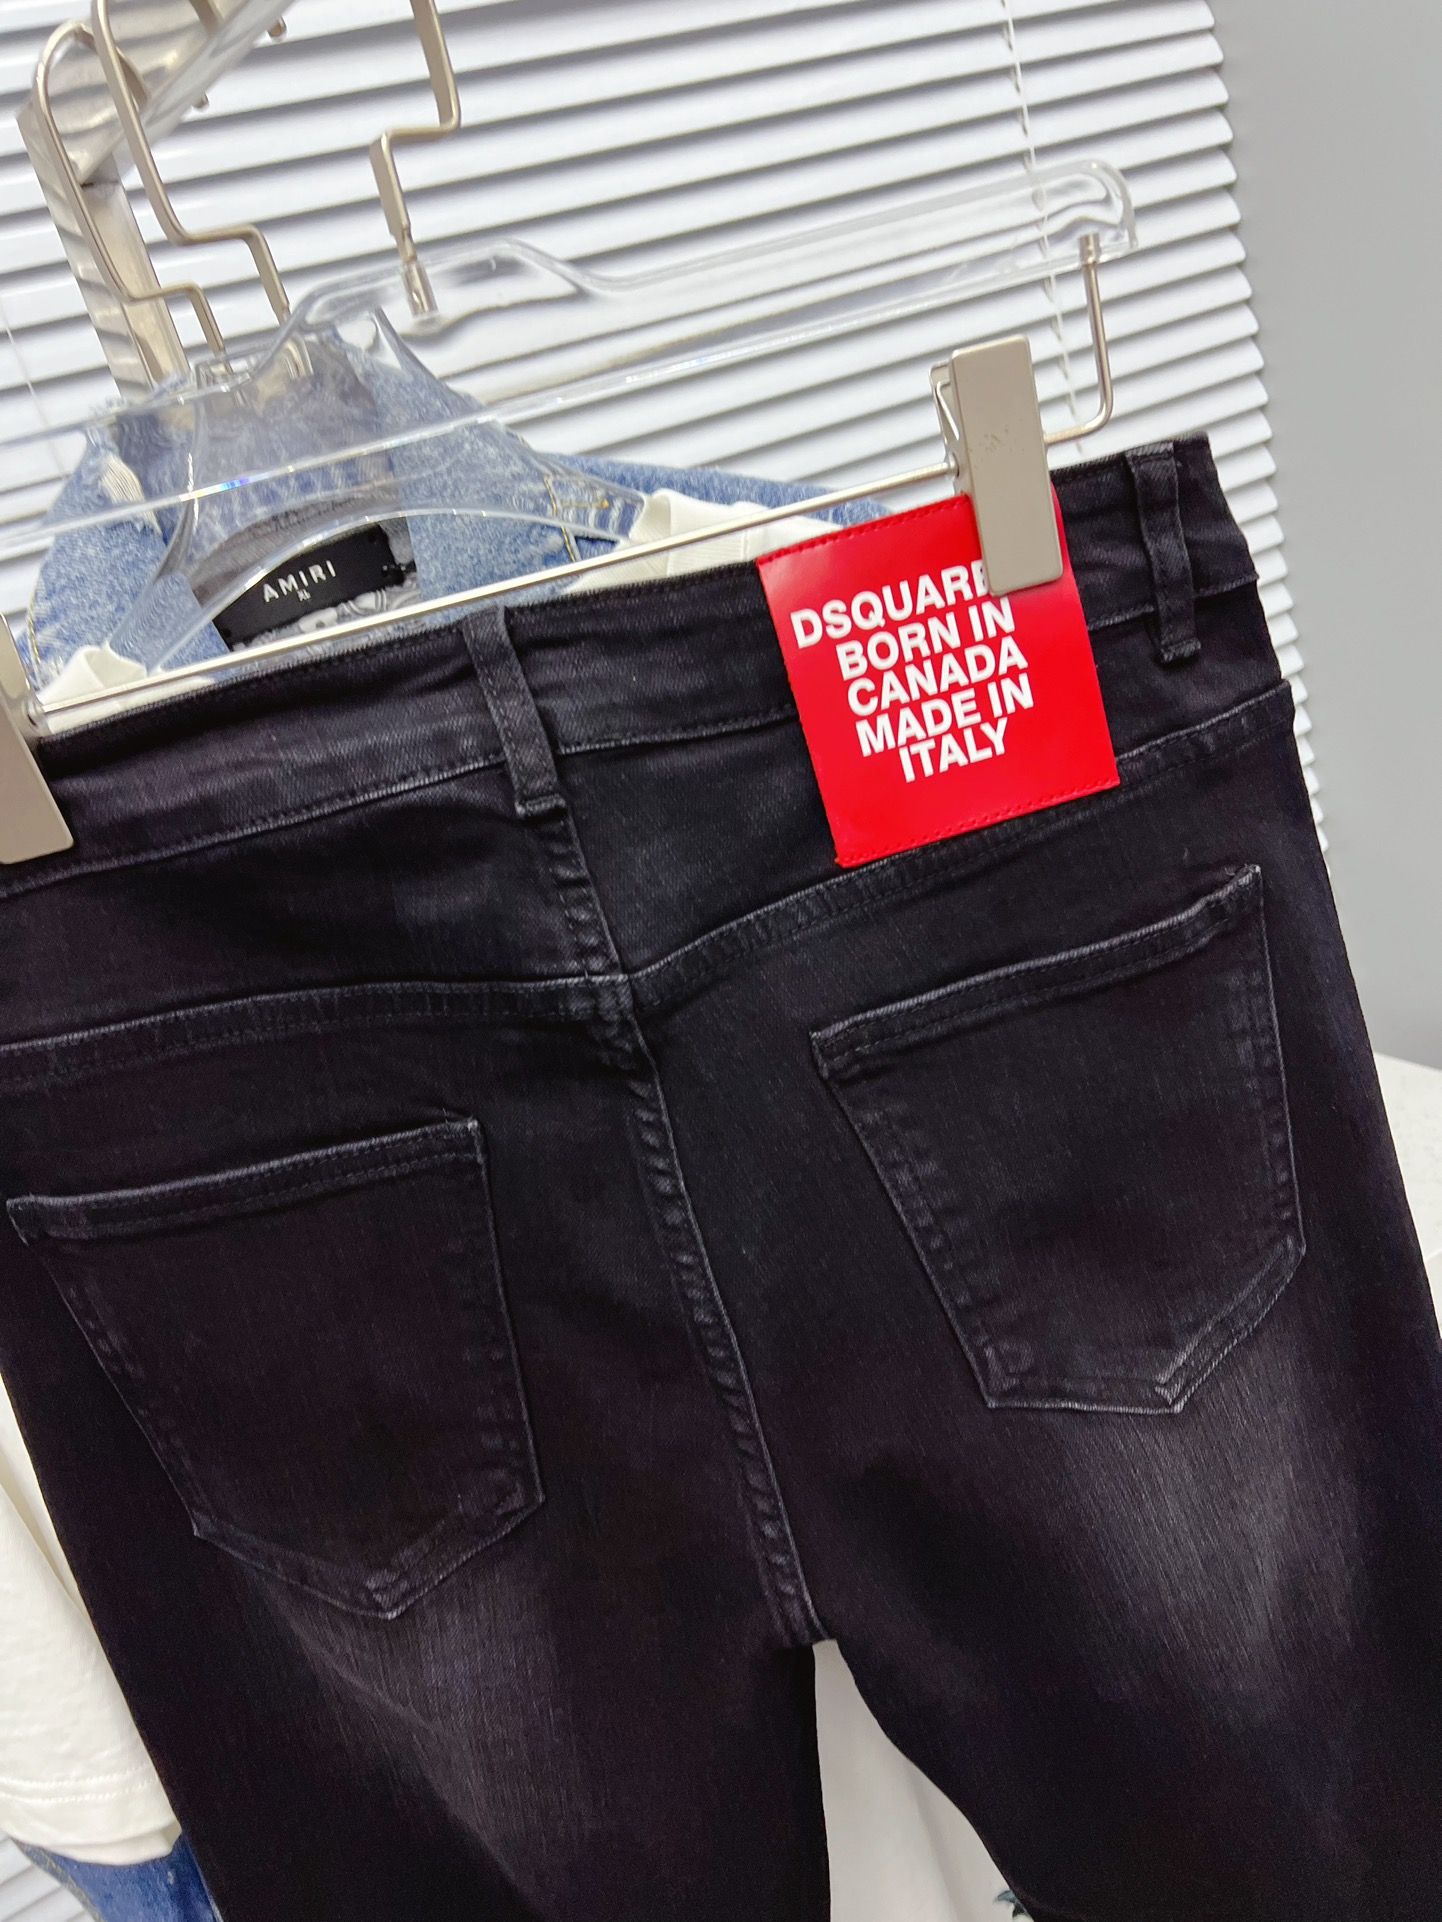 AMIRI
DSQUARE
BORN IN
CANADA
MADE IN
ITALY